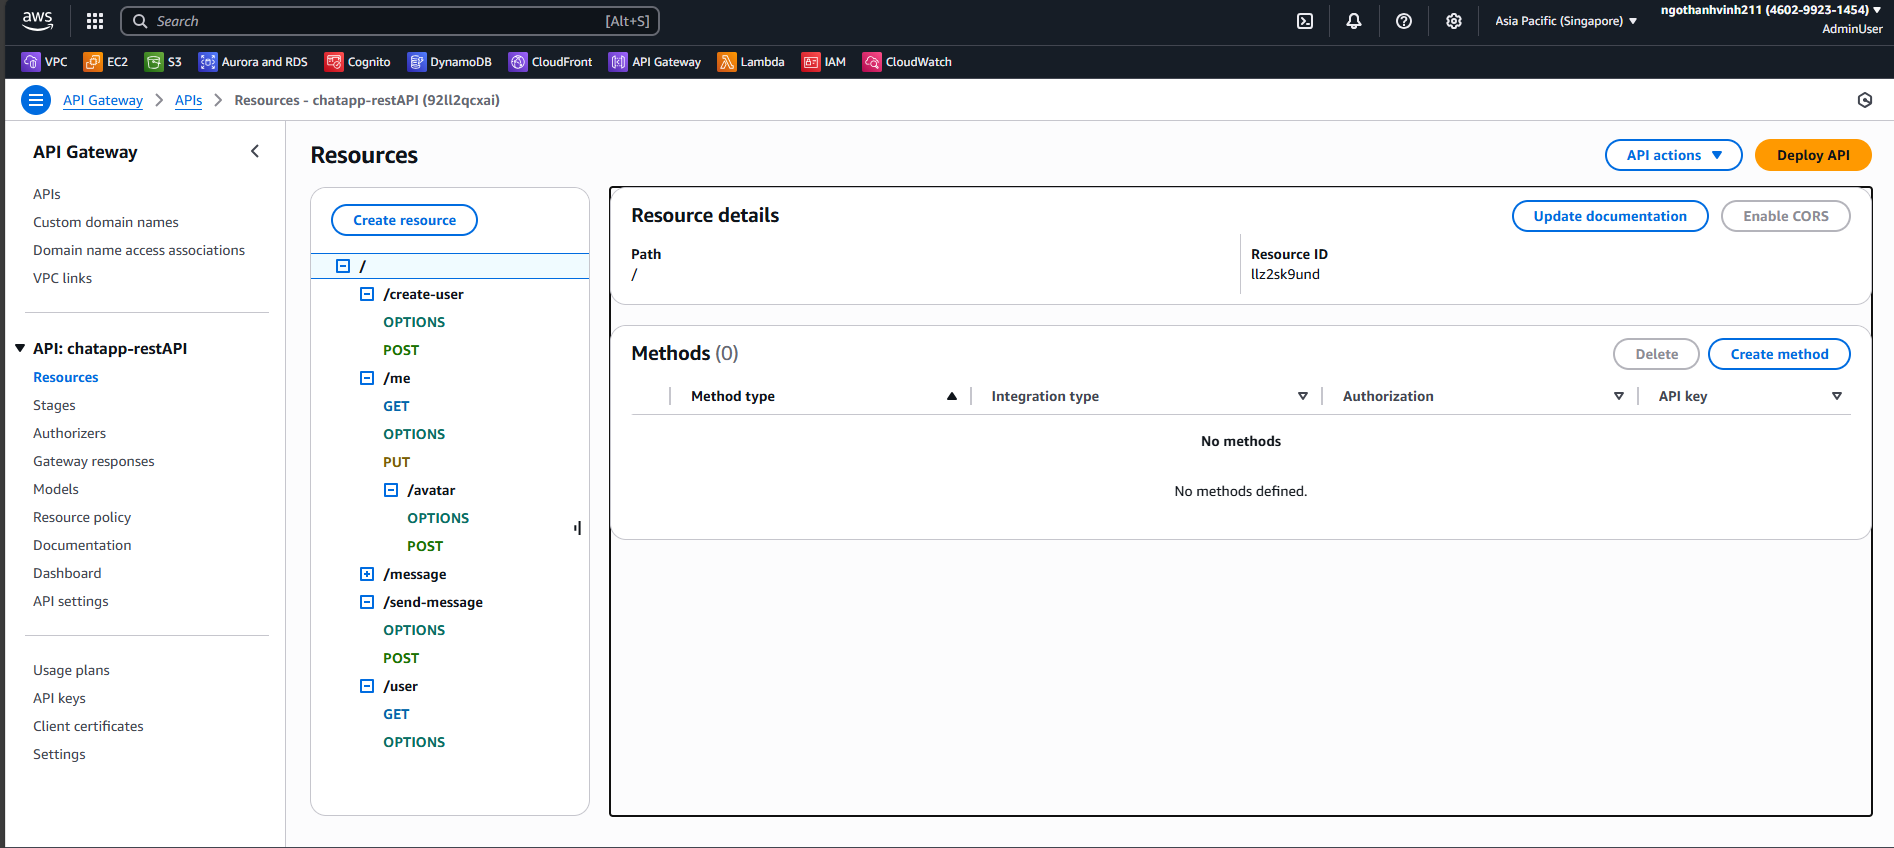 aws
Search [Alt+S]
Asia Pacific (Singapore)
ngothanhvinh211 (4602-9923-1454)
AdminUser
VPC EC2 S3 Aurora and RDS Cognito DynamoDB CloudFront API Gateway Lambda IAM CloudWatch
API Gateway APIs Resources - chatapp-restAPI (92ll2qcxai)
API Gateway
APIs
Custom domain names
Domain name access associations
VPC links
API: chatapp-restAPI
Resources
Stages
Authorizers
Gateway responses
Models
Resource policy
Documentation
Dashboard
API settings
Usage plans
API keys
Client certificates
Settings
Resources
API actions Deploy API
Create resource
/
/create-user
OPTIONS
POST
/me
GET
OPTIONS
PUT
/avatar
OPTIONS
POST
/message
/send-message
OPTIONS
POST
/user
GET
OPTIONS
Resource details
Update documentation Enable CORS
Path
/
Resource ID
llz2sk9und
Methods (0)
Delete Create method
Method type Integration type Authorization API key
No methods
No methods defined.